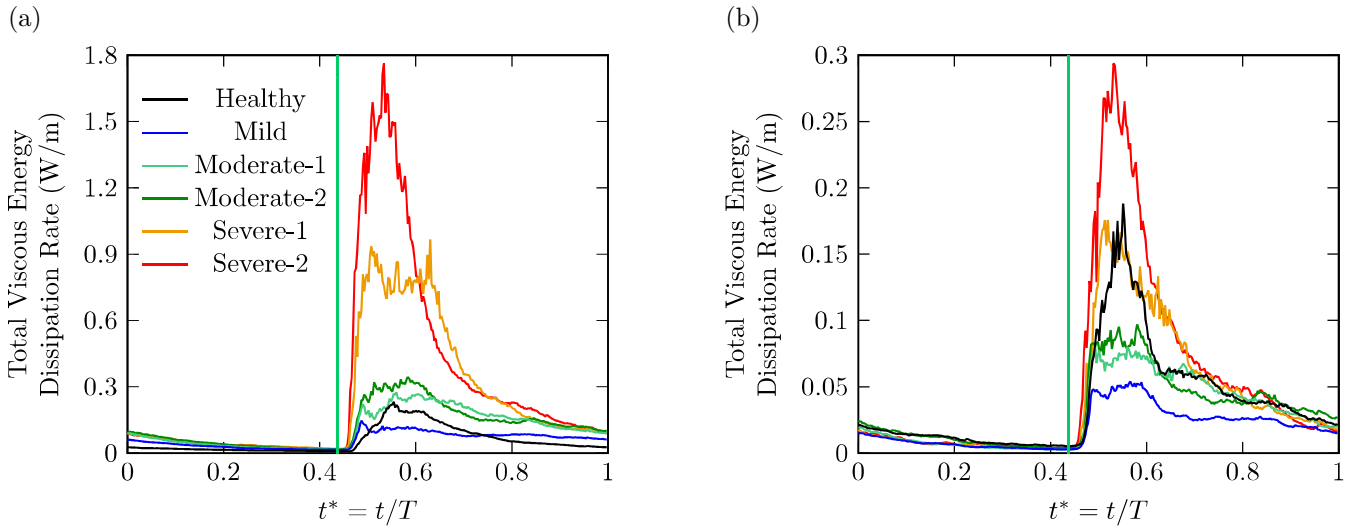 (a)
Total Viscous Energy
Dissipation Rate (W/m)
1.8
1.5
1.2
0.9
0.6
0.3
0
Healthy
Mild
Moderate-1
Moderate-2
Severe-1
Severe-2
0
0.2
0.4
0.6
0.8
1
t* = t/T
(b)
Total Viscous Energy
Dissipation Rate (W/m)
0.3
0.25
0.2
0.15
0.1
0.05
0
0
0.2
0.4
0.6
0.8
1
t* = t/T